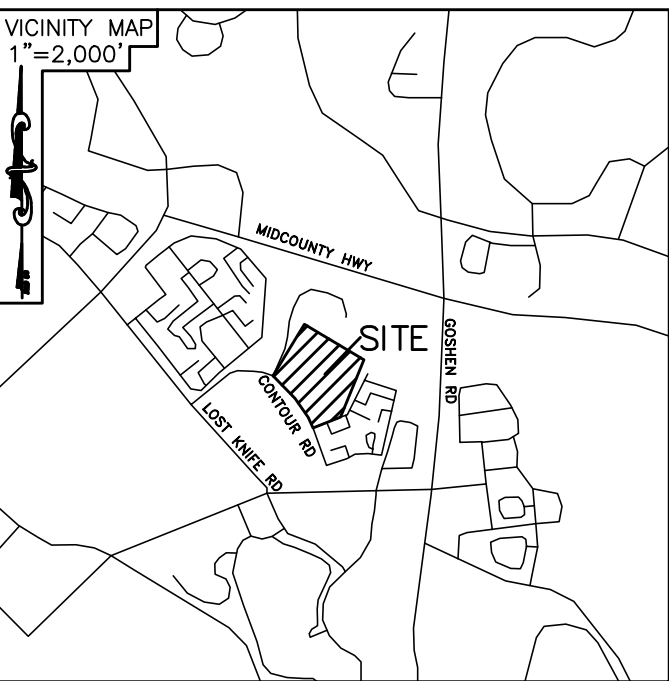 VICINITY MAP
1"=2,000'
MIDCOUNTY HWY
SITE
GOSHEN RD
CONTOUR RD
LOST KNIFE RD